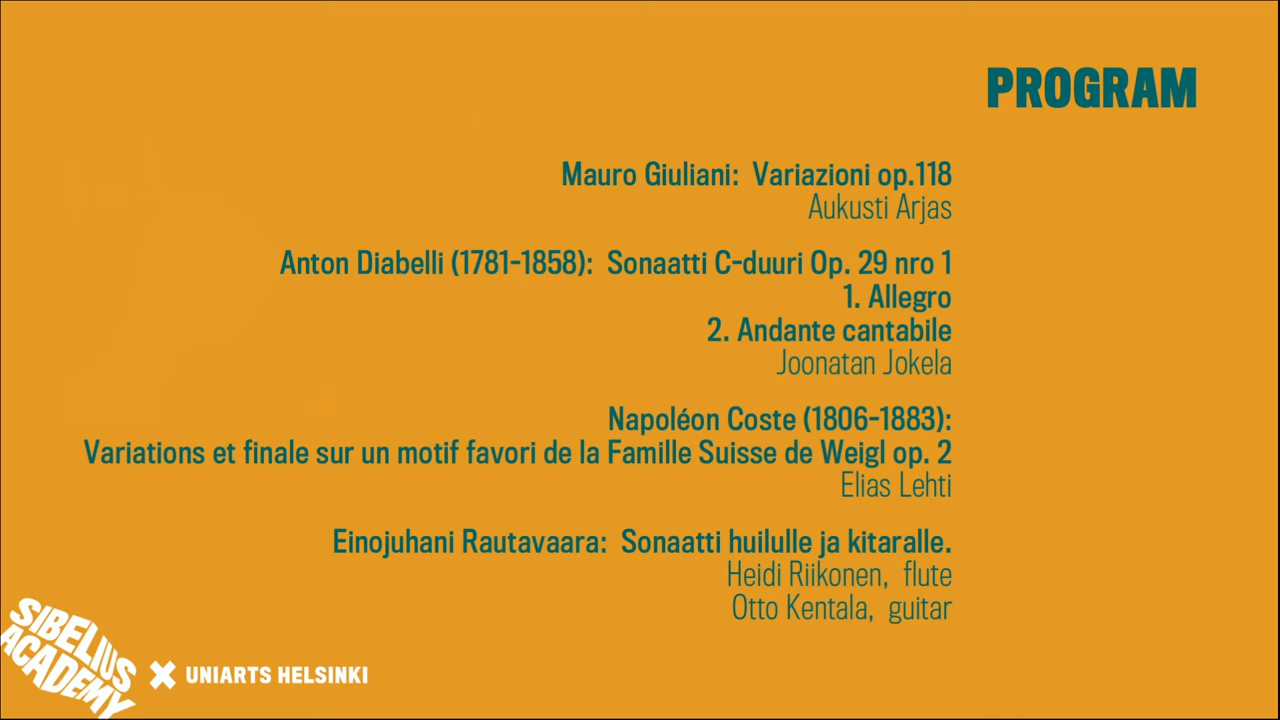 PROGRAM
Mauro Giuliani: Variazioni op.118
Aukusti Arjas
Anton Diabelli (1781-1858): Sonaatti C-duuri Op. 29 nro 1
1. Allegro
2. Andante cantabile
Joonatan Jokela
Napoléon Coste (1806-1883):
Variations et finale sur un motif favori de la Famille Suisse de Weigl op. 2
Elias Lehti
Einojuhani Rautavaara: Sonaatti huilulle ja kitaralle.
Heidi Riikonen, flute
Otto Kentala, guitar
SIBELIUS
ACADEMY
UNIARTS HELSINKI